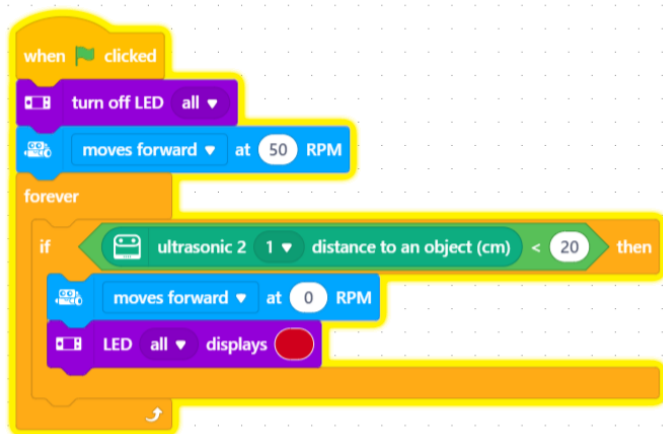 when clicked
turn off LED all
moves forward at 50 RPM
forever
if ultrasonic 2 1 distance to an object (cm) < 20 then
moves forward at 0 RPM
LED all displays